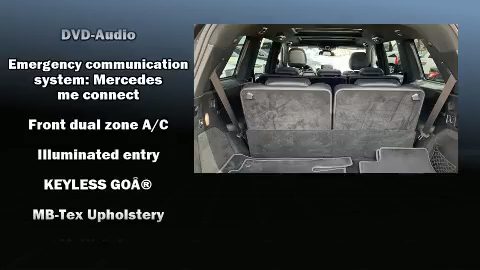 DVD-Audio
Emergency communication
system: Mercedes
me connect
Front dual zone A/C
Illuminated entry
KEYLESS GOÂ®
MB-Tex Upholstery